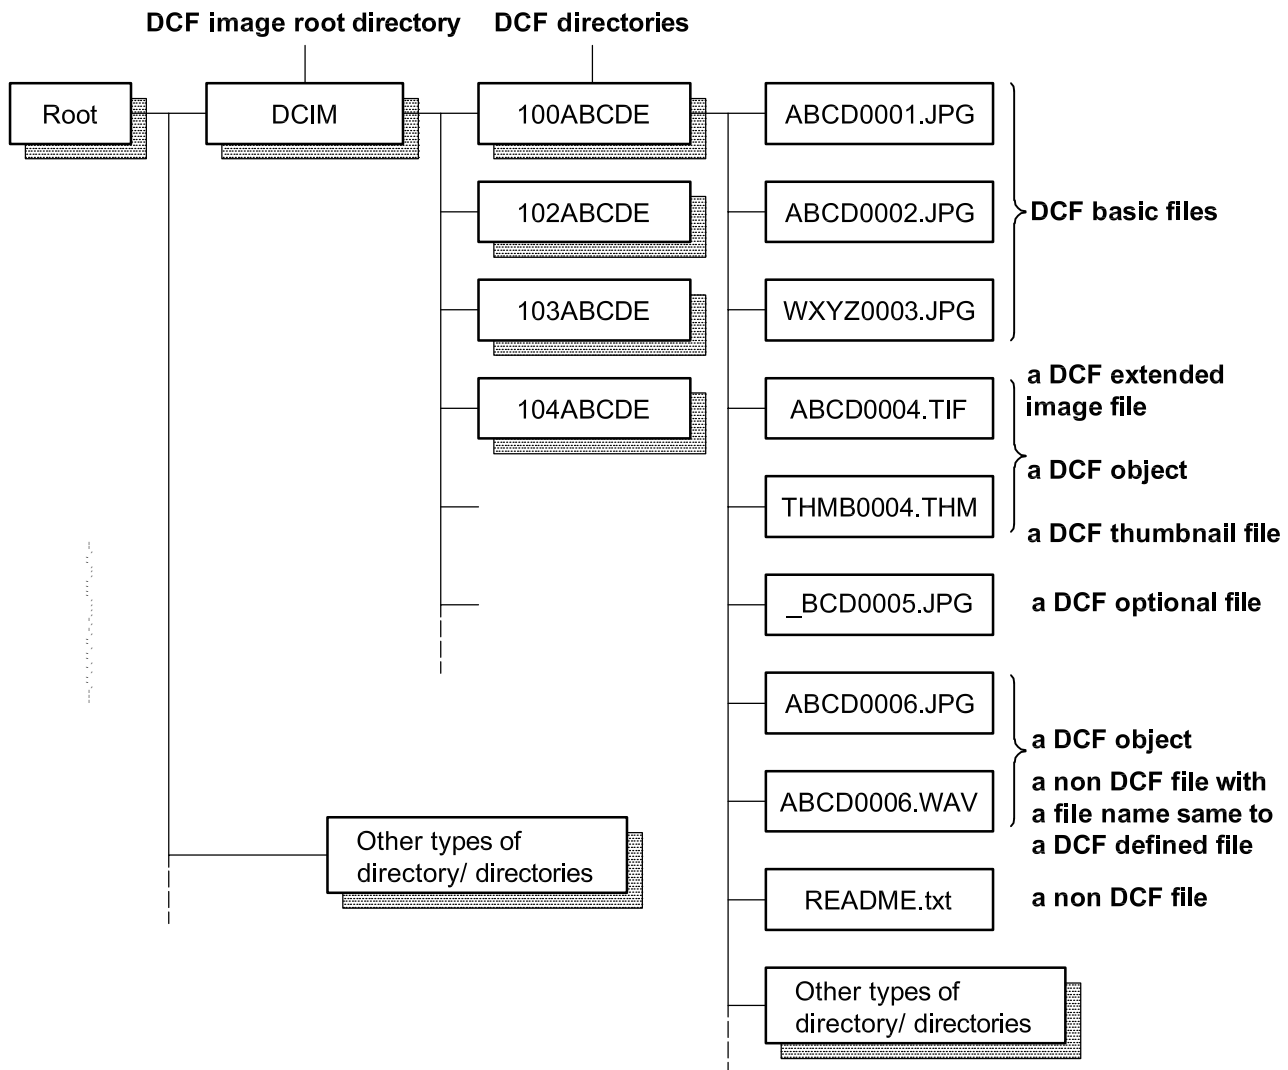 DCF image root directory
DCF directories
Root
DCIM
100ABCDE
ABCD0001.JPG
102ABCDE
ABCD0002.JPG
DCF basic files
103ABCDE
WXYZ0003.JPG
104ABCDE
ABCD0004.TIF
a DCF extended
image file
a DCF object
THMB0004.THM
a DCF thumbnail file
_BCD0005.JPG
a DCF optional file
ABCD0006.JPG
a DCF object
ABCD0006.WAV
a non DCF file with
a file name same to
a DCF defined file
Other types of
directory/ directories
README.txt
a non DCF file
Other types of
directory/ directories